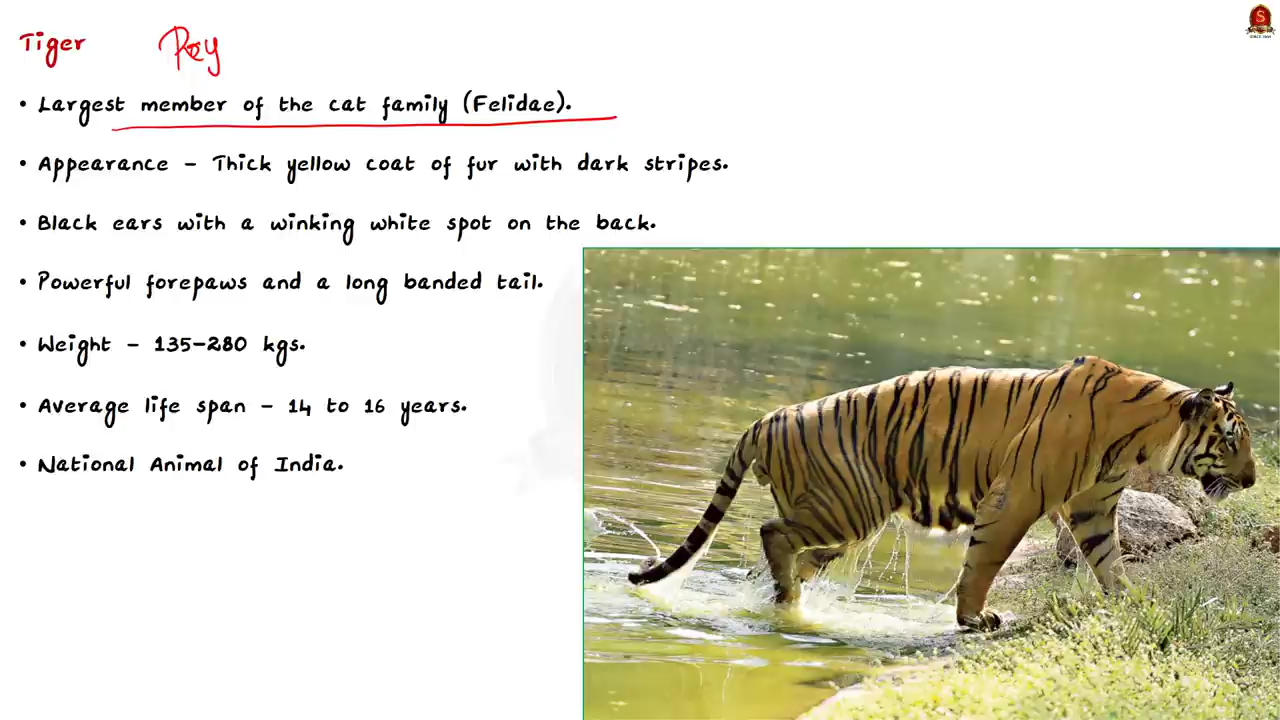 Tiger
• Largest member of the cat family (Felidae).
• Appearance – Thick yellow coat of fur with dark stripes.
• Black ears with a winking white spot on the back.
• Powerful forepaws and a long banded tail.
• Weight – 135–280 kgs.
• Average life span – 14 to 16 years.
• National Animal of India.